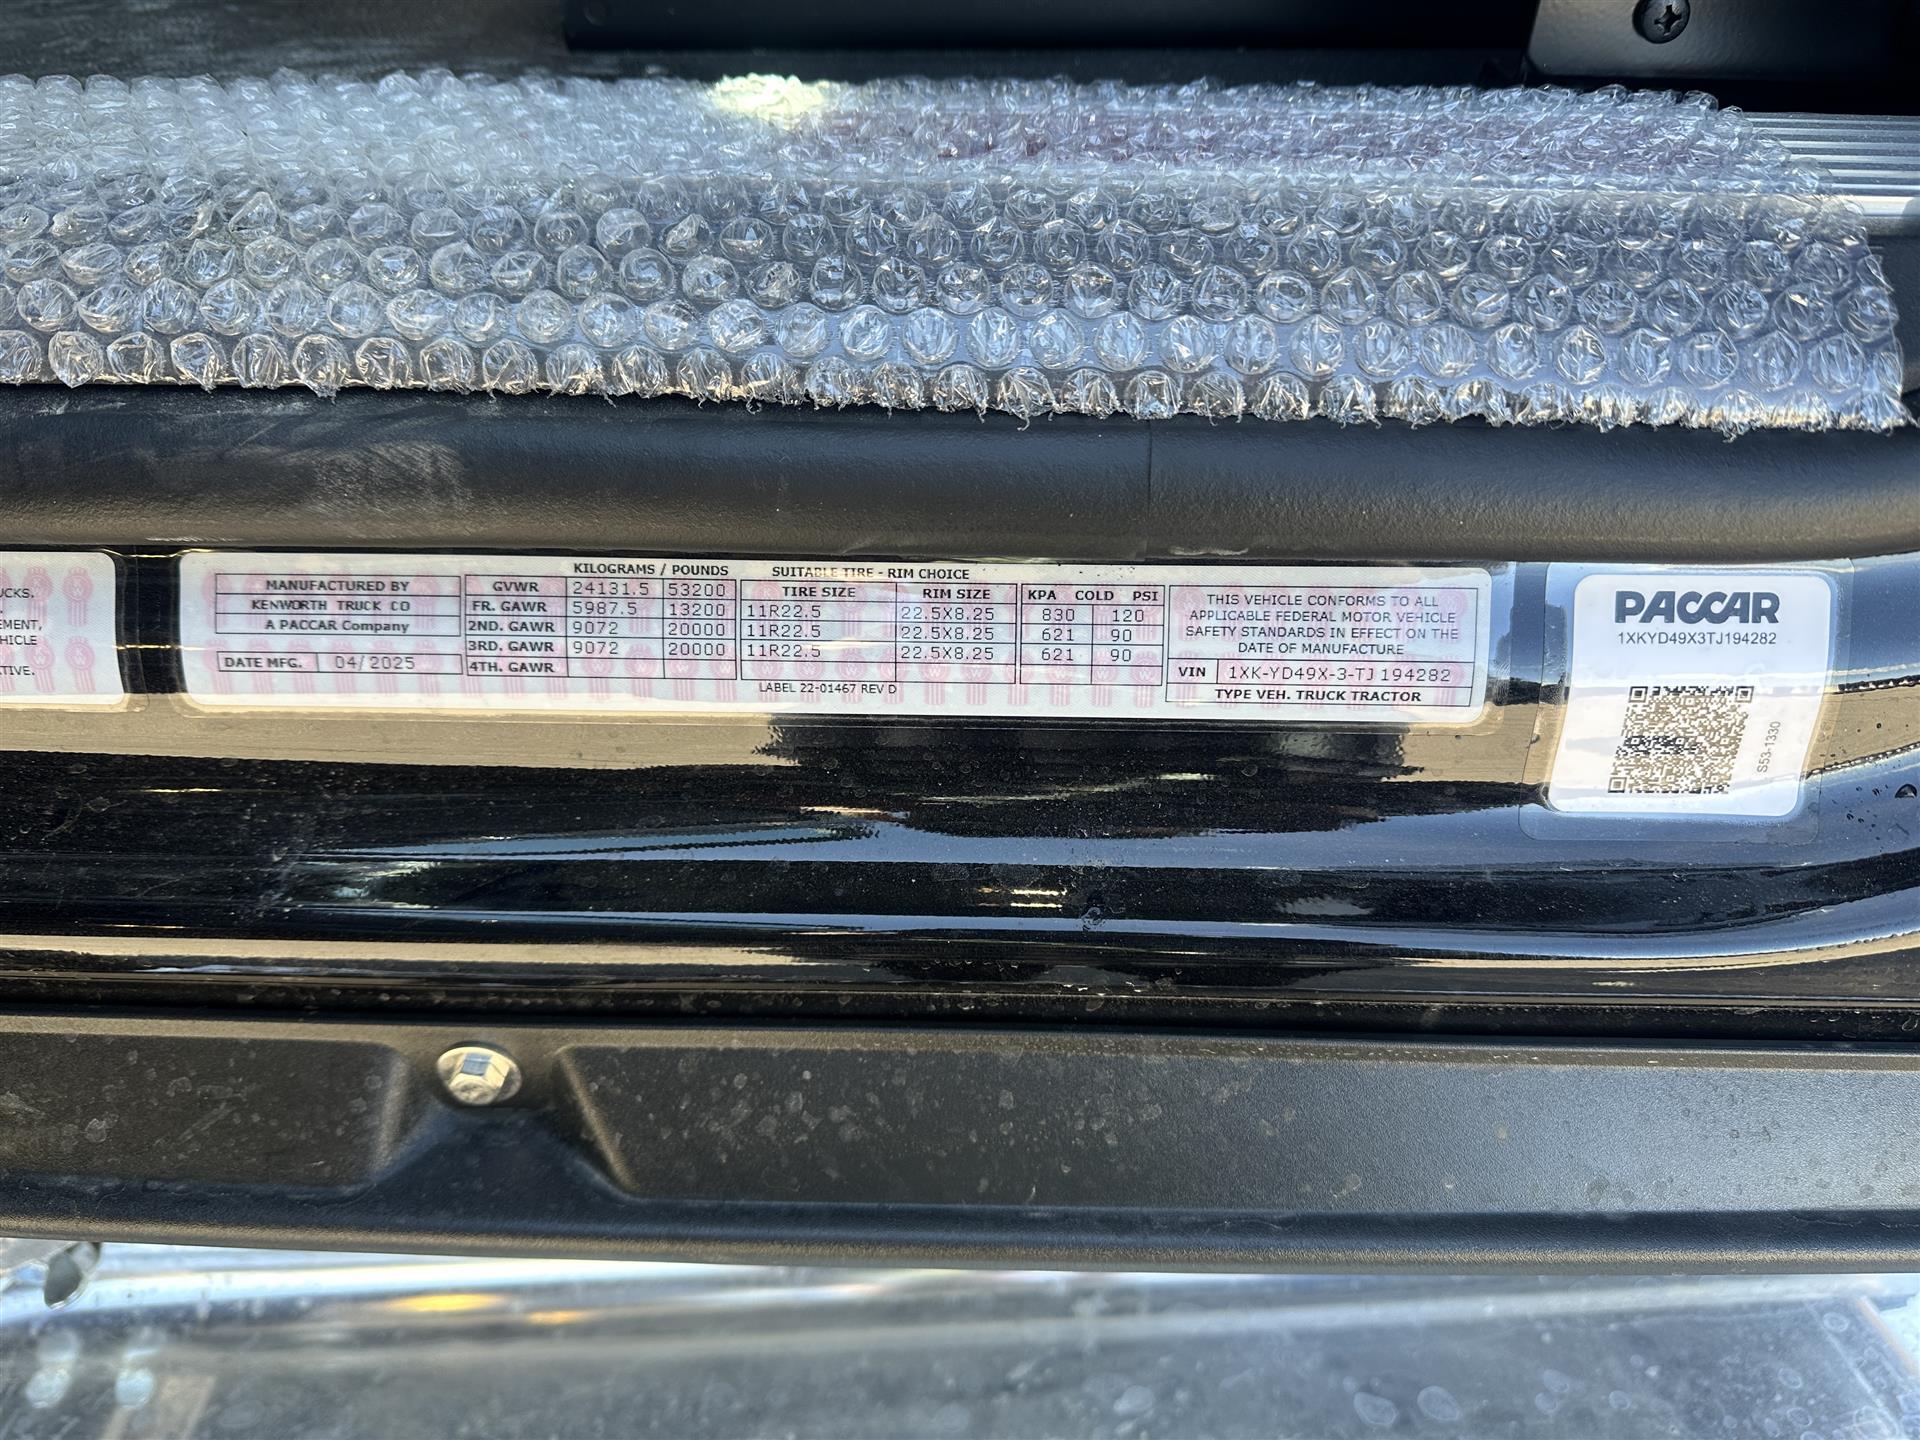 UCKS.
EMENT,
HICLE
TIVE.
KILOGRAMS / POUNDS SUITABLE TIRE - RIM CHOICE
MANUFACTURED BY
KENWORTH TRUCK CO
A PACCAR Company
DATE MFG. 04/2025
GVWR 24131.5 53200
FR. GAWR 5987.5 13200
2ND. GAWR 9072 20000
3RD. GAWR 9072 20000
4TH. GAWR
TIRE SIZE RIM SIZE
11R22.5 22.5X8.25
11R22.5 22.5X8.25
11R22.5 22.5X8.25
KPA COLD PSI
830 120
621 90
621 90
LABEL 22-01467 REV D
THIS VEHICLE CONFORMS TO ALL
APPLICABLE FEDERAL MOTOR VEHICLE
SAFETY STANDARDS IN EFFECT ON THE
DATE OF MANUFACTURE
VIN 1XK-YD49X-3-TJ194282
TYPE VEH. TRUCK TRACTOR
PACCAR
1XKYD49X3TJ194282
S53-1330